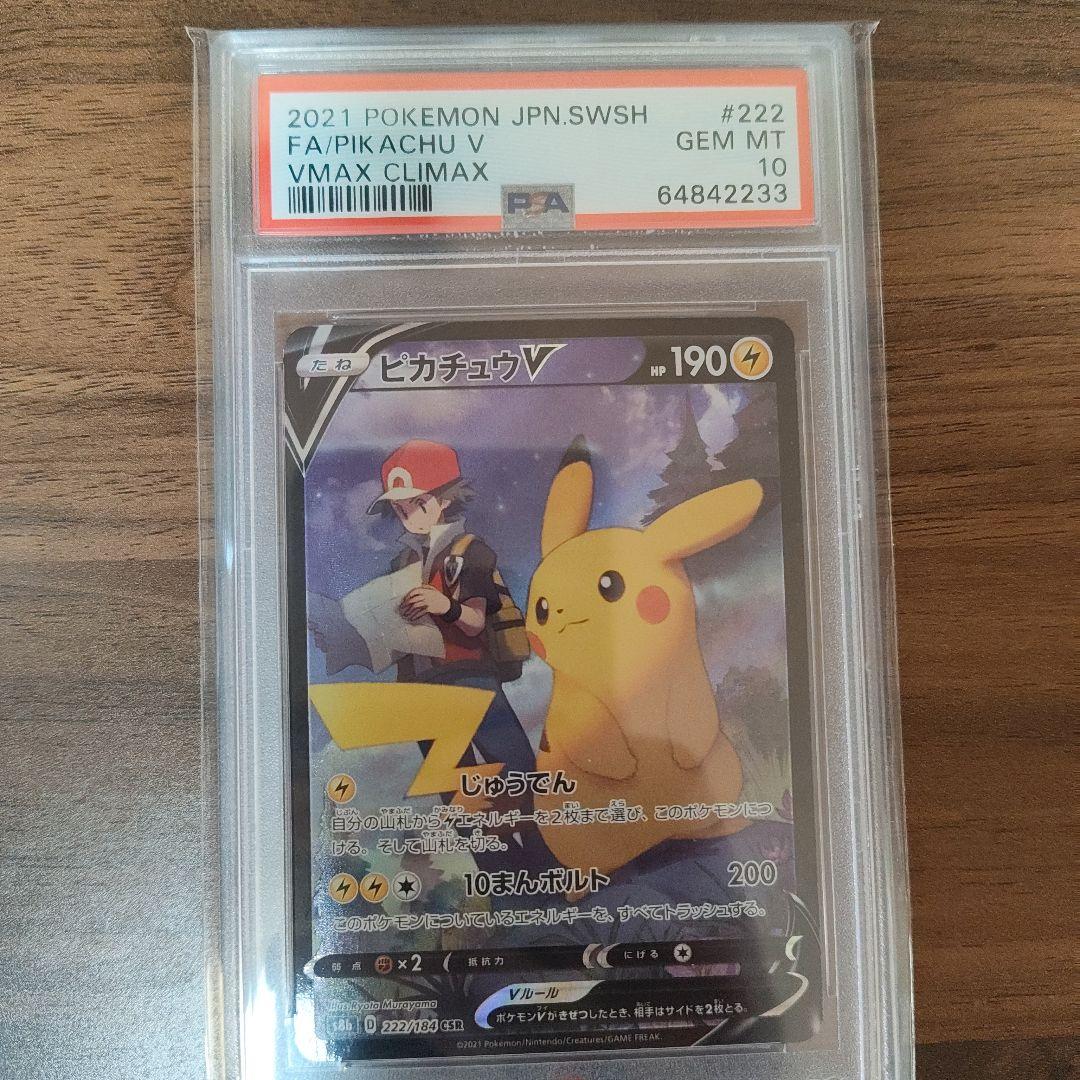 2021 POKEMON JPN.SWSH #222
FA/PIKACHU V GEM MT
VMAX CLIMAX 10
PSA 64842233
たね ピカチュウV HP 190
じゅうでん
自分の山札からエネルギーを2枚まで選び、このポケモンにつ
ける。そして山札を切る。
10まんボルト 200
このポケモンについているエネルギーを、すべてトラッシュする。
弱点 ×2 抵抗力 にげる
Vルール
ポケモンVがきぜつしたとき、相手はサイドを2枚とる。
Illus. Ryota Murayama
s8b D 222/184 CSR
©2021 Pokémon/Nintendo/Creatures/GAME FREAK.